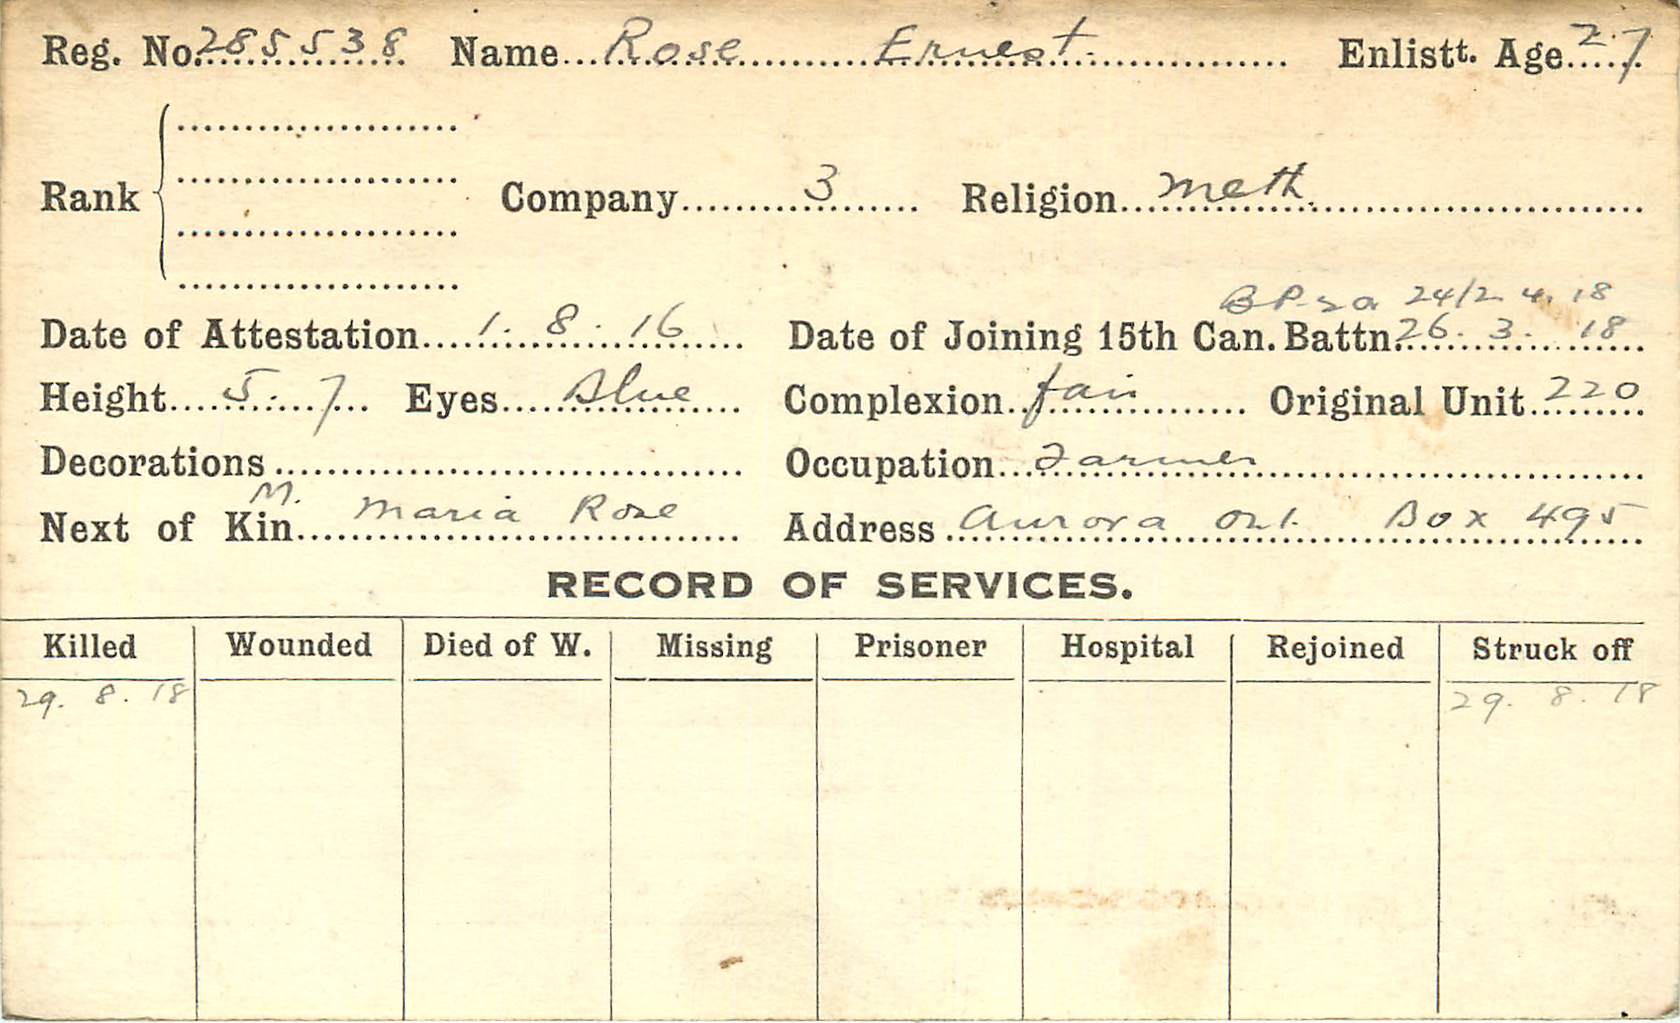 Reg. No. 285538 Name Rose Ernest. Enlistt. Age 27
Rank Company 3 Religion Meth.
24/2.4.18
Date of Attestation 1.8.16 Date of Joining 15th Can. Battn. 26.3.18
Height 5.7 Eyes Blue Complexion fair Original Unit 220
Decorations Occupation Farmer
M.
Next of Kin Maria Rose Address Aurora Ont. Box 495
RECORD OF SERVICES.
Killed Wounded Died of W. Missing Prisoner Hospital Rejoined Struck off
29.8.18 29.8.18